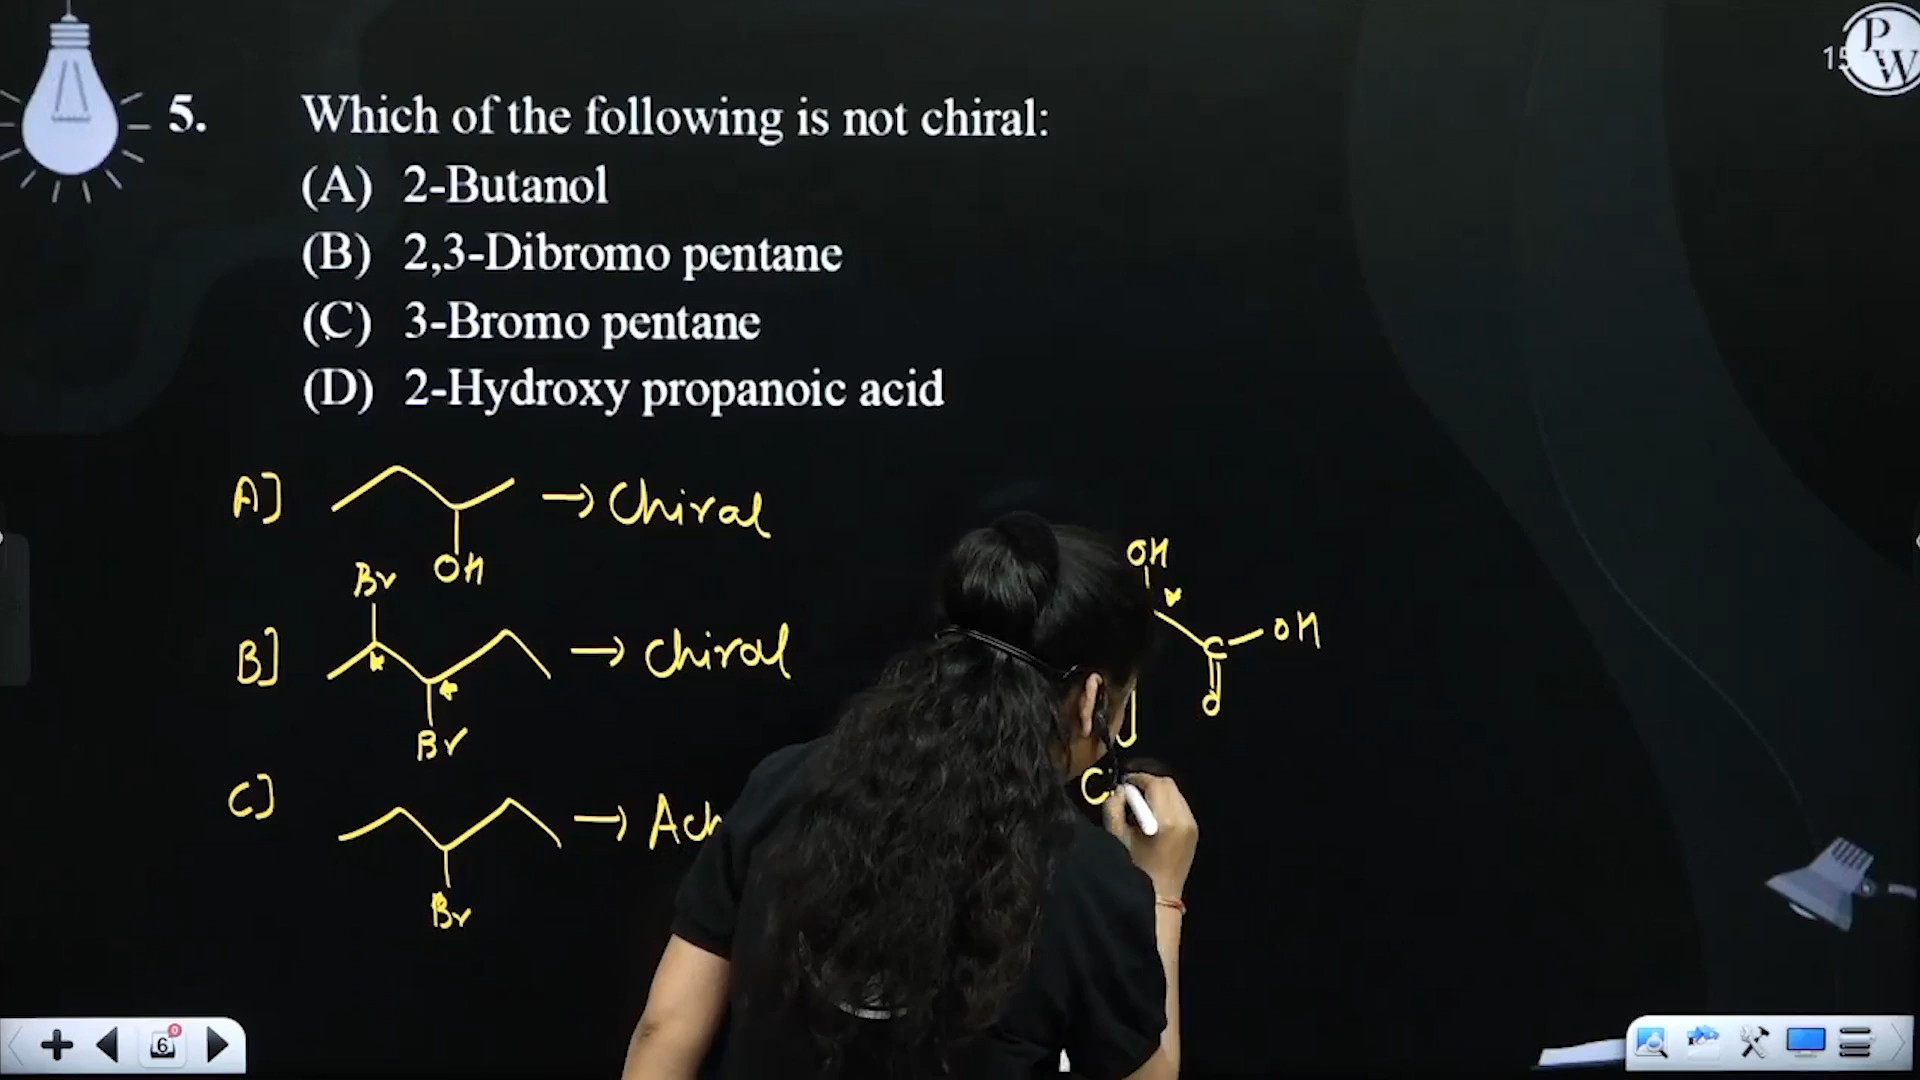 PW
5. Which of the following is not chiral:
(A) 2-Butanol
(B) 2,3-Dibromo pentane
(C) 3-Bromo pentane
(D) 2-Hydroxy propanoic acid
A] → Chiral
OH
Br
B] → Chiral
Br
C] → Ach
Br
OH
C OH
O
C
6
0